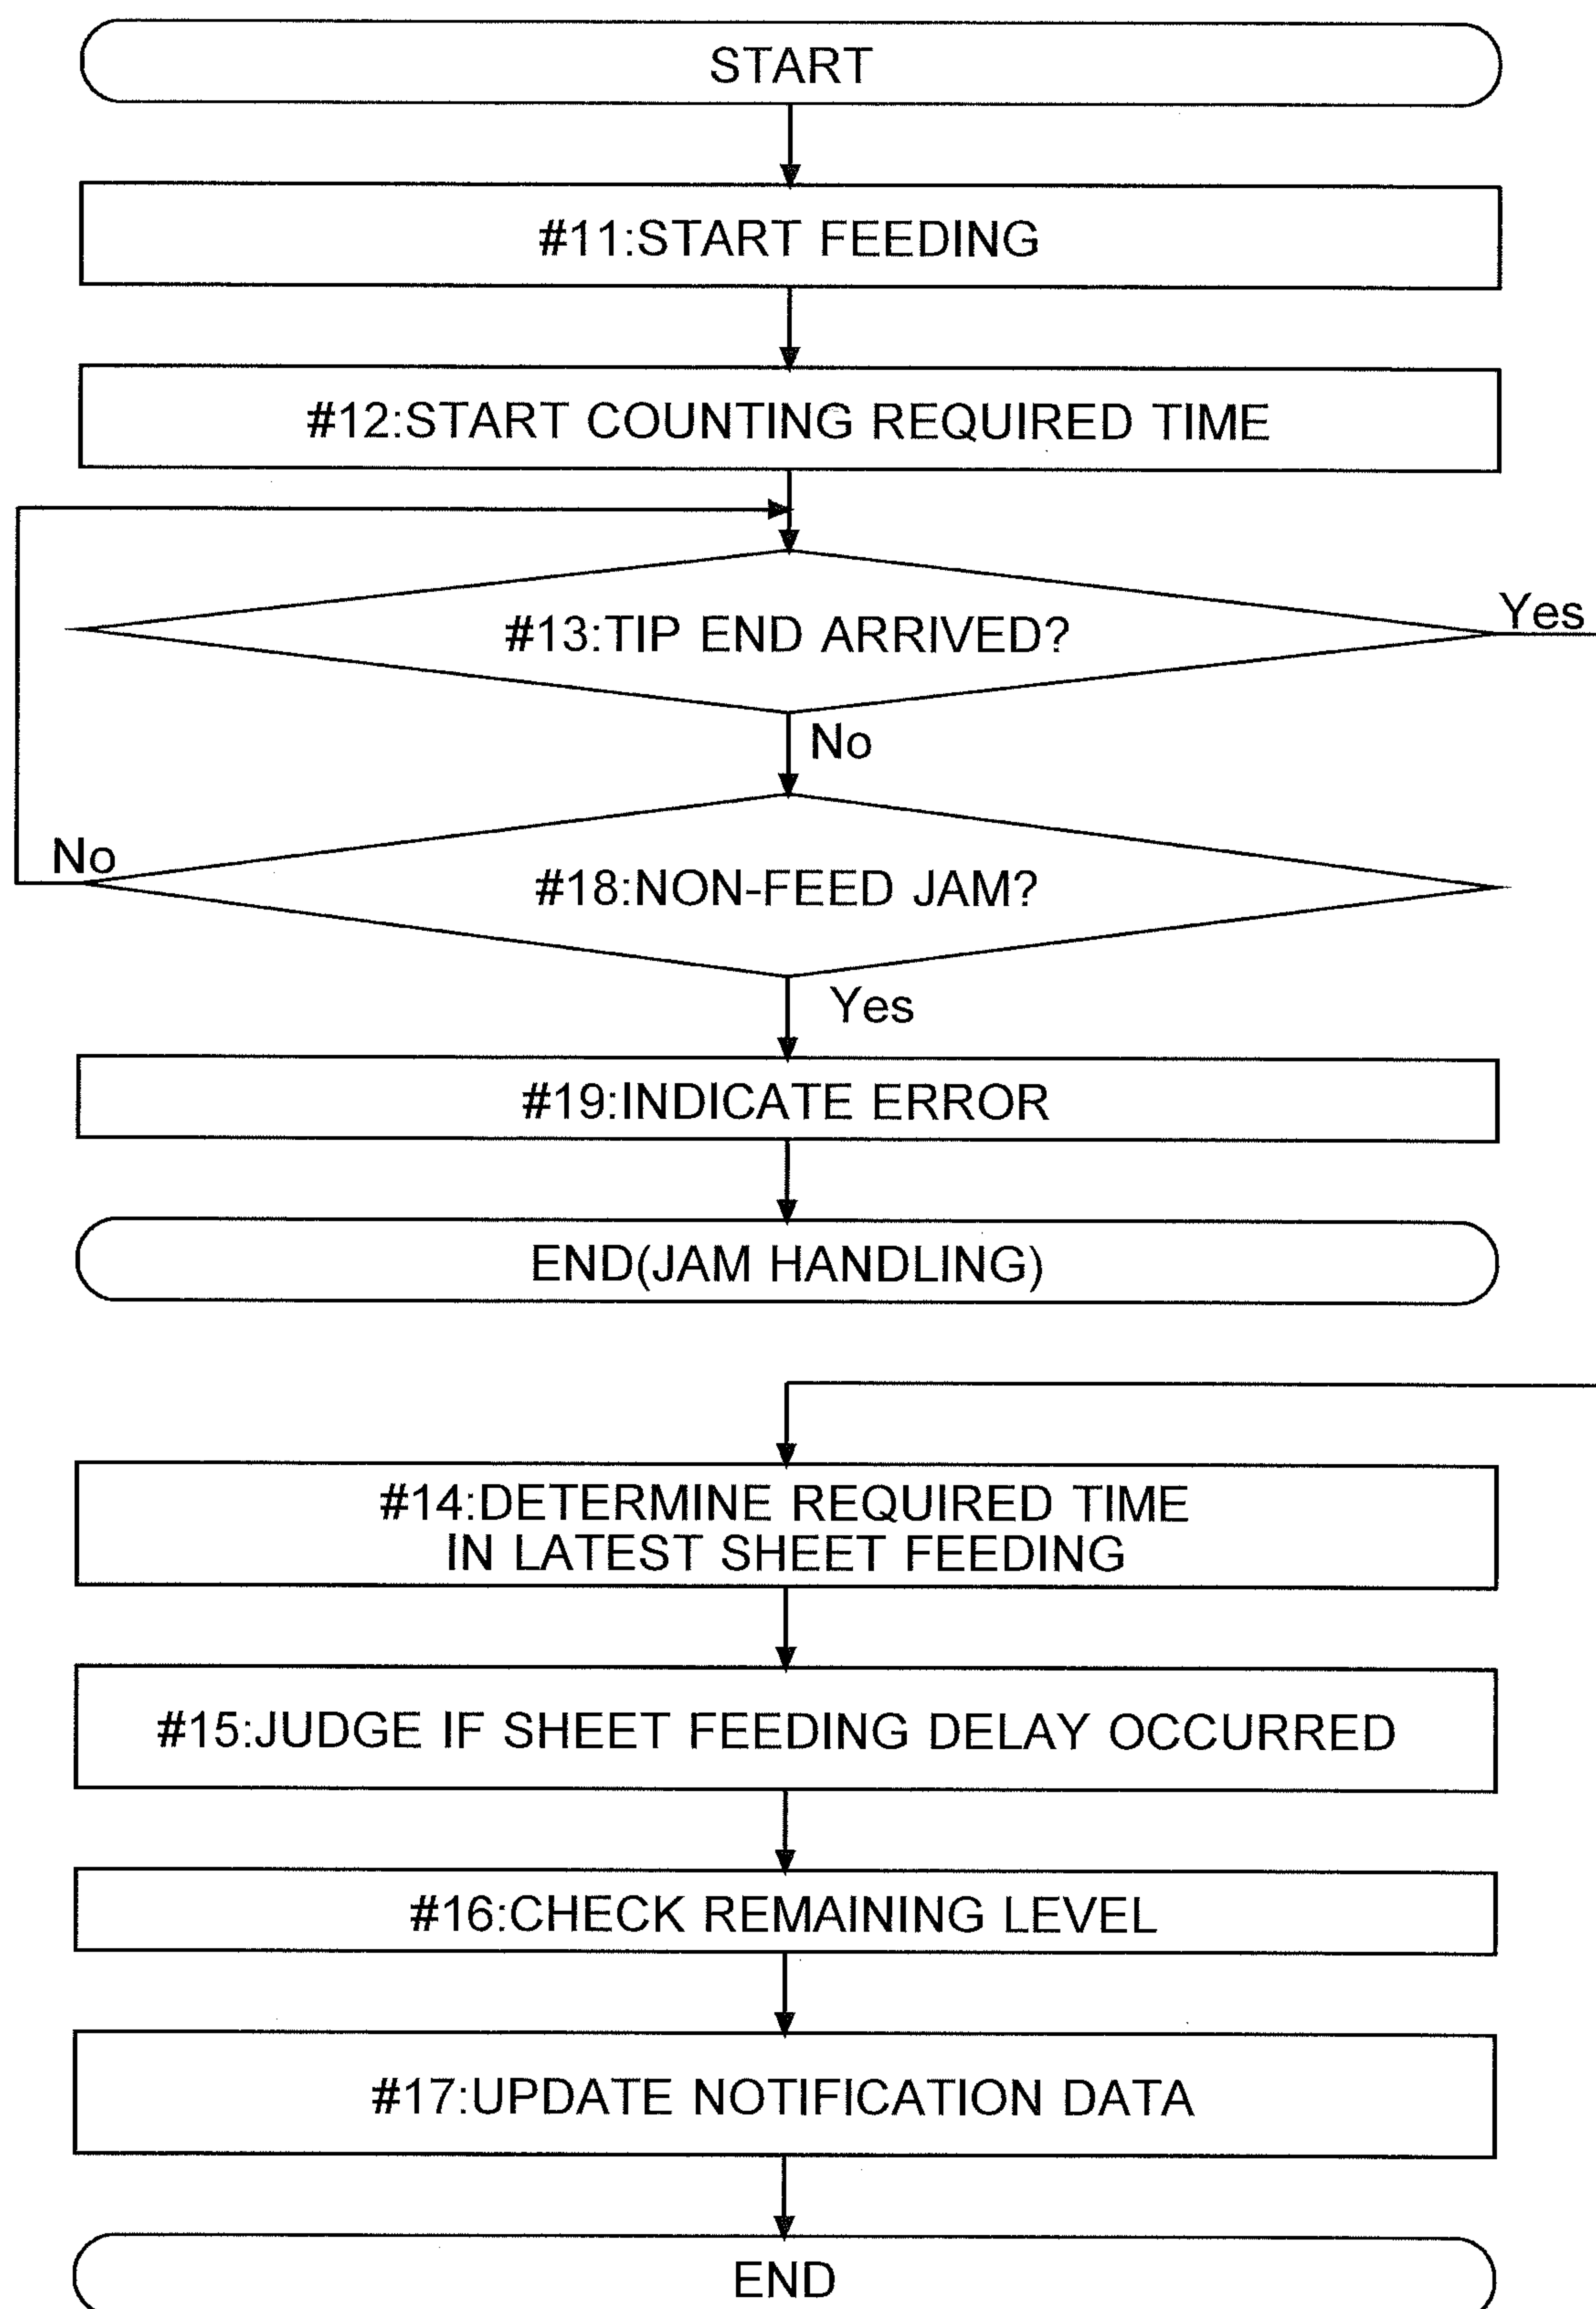 START
#11:START FEEDING
#12:START COUNTING REQUIRED TIME
#13:TIP END ARRIVED?
Yes
No
No
#18:NON-FEED JAM?
Yes
#19:INDICATE ERROR
END(JAM HANDLING)
#14:DETERMINE REQUIRED TIME
IN LATEST SHEET FEEDING
#15:JUDGE IF SHEET FEEDING DELAY OCCURRED
#16:CHECK REMAINING LEVEL
#17:UPDATE NOTIFICATION DATA
END